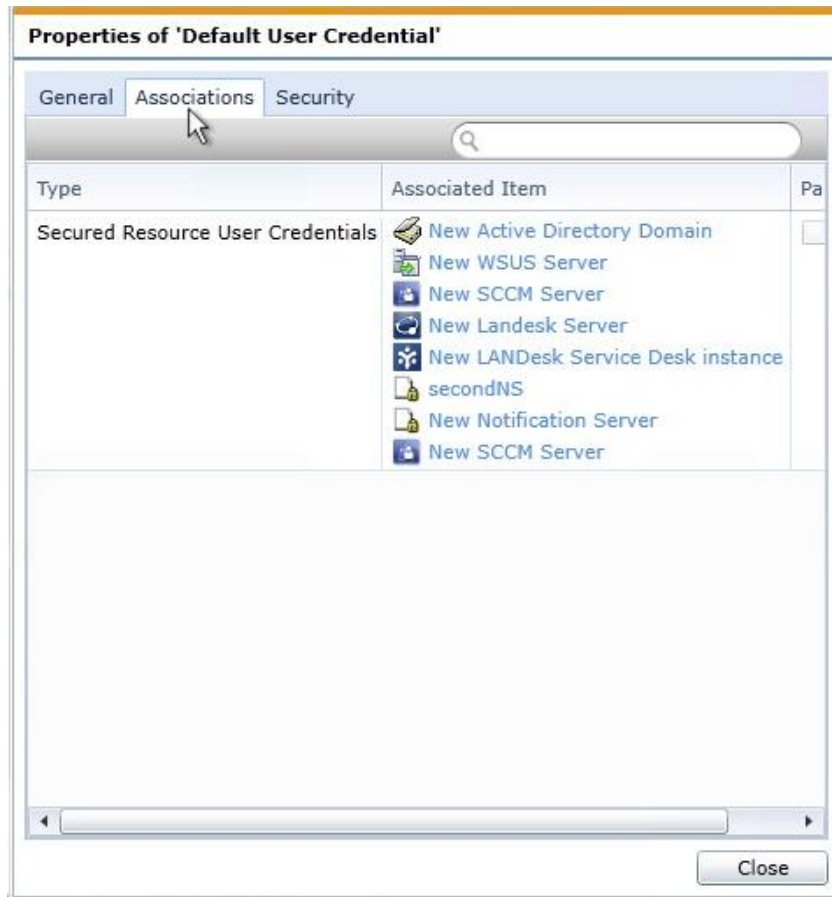 Properties of 'Default User Credential'
General Associations Security
Type Associated Item Pa
Secured Resource User Credentials New Active Directory Domain
New WSUS Server
New SCCM Server
New Landesk Server
New LANDesk Service Desk instance
secondNS
New Notification Server
New SCCM Server
Close